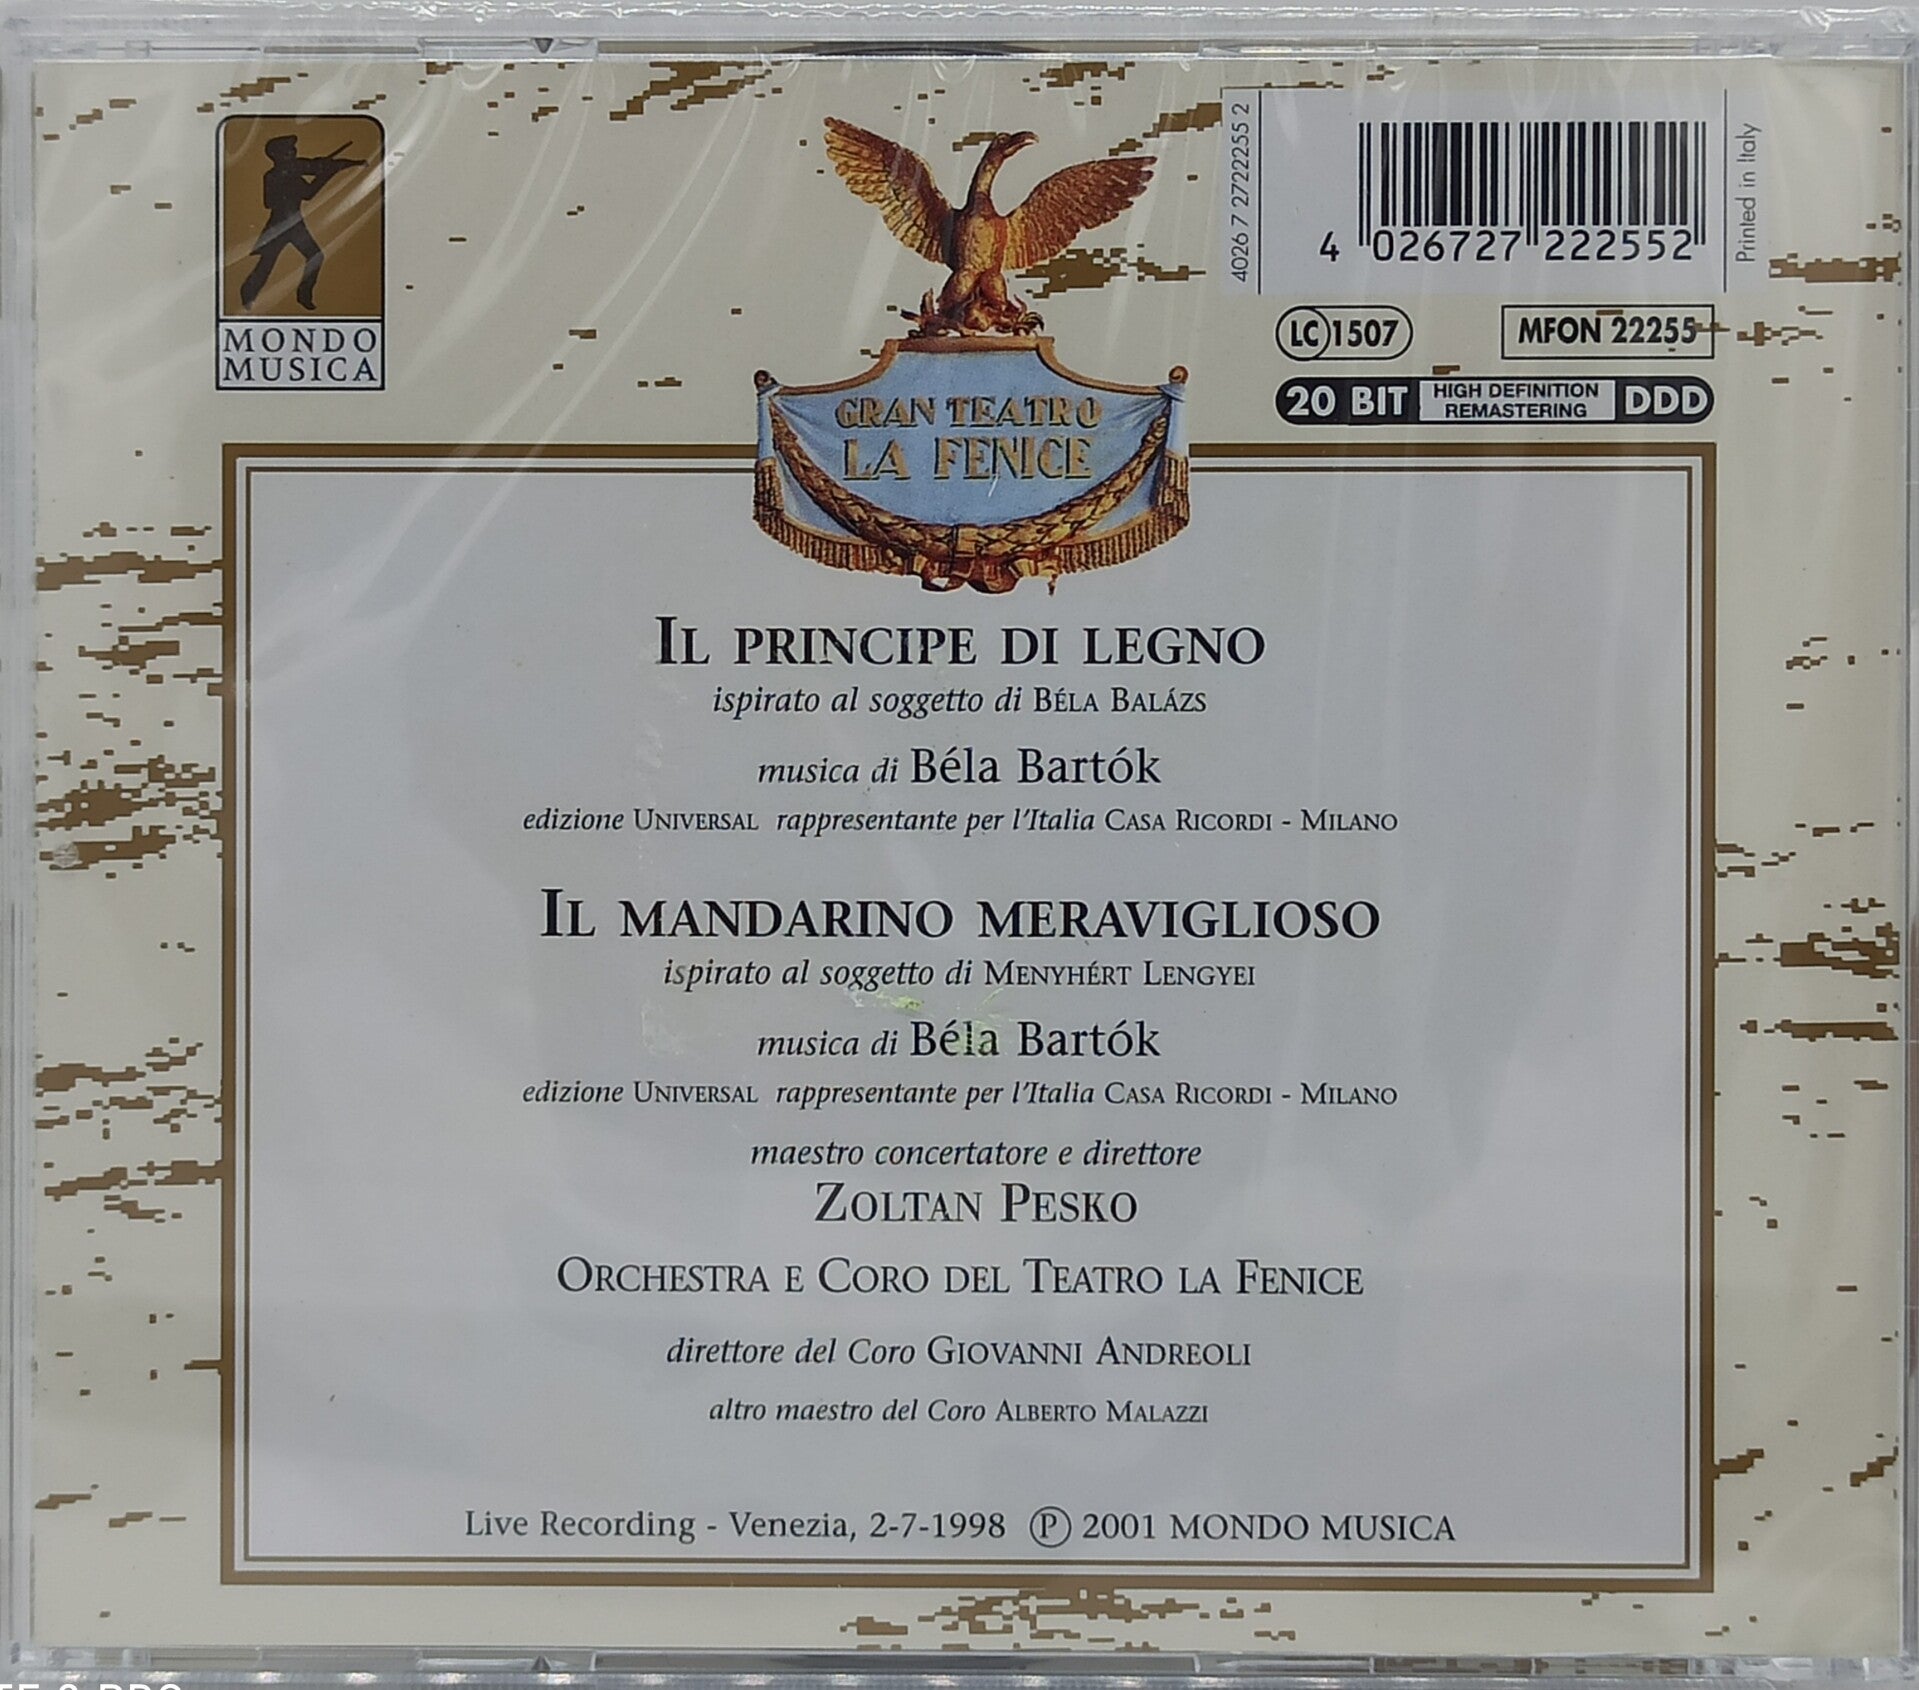 MONDO
MUSICA
GRAN TEATRO
LA FENICE
4026 7 2722255 2
4 026727 222552
Printed in Italy
LC 1507
MFON 22255
20 BIT HIGH DEFINITION REMASTERING DDD
IL PRINCIPE DI LEGNO
ispirato al soggetto di BÉLA BALÁZS
musica di Béla Bartók
edizione UNIVERSAL rappresentante per l'Italia CASA RICORDI - MILANO
IL MANDARINO MERAVIGLIOSO
ispirato al soggetto di MENYHÉRT LENGYEI
musica di Béla Bartók
edizione UNIVERSAL rappresentante per l'Italia CASA RICORDI - MILANO
maestro concertatore e direttore
ZOLTAN PESKO
ORCHESTRA E CORO DEL TEATRO LA FENICE
direttore del Coro GIOVANNI ANDREOLI
altro maestro del Coro ALBERTO MALAZZI
Live Recording - Venezia, 2-7-1998 Ⓟ 2001 MONDO MUSICA